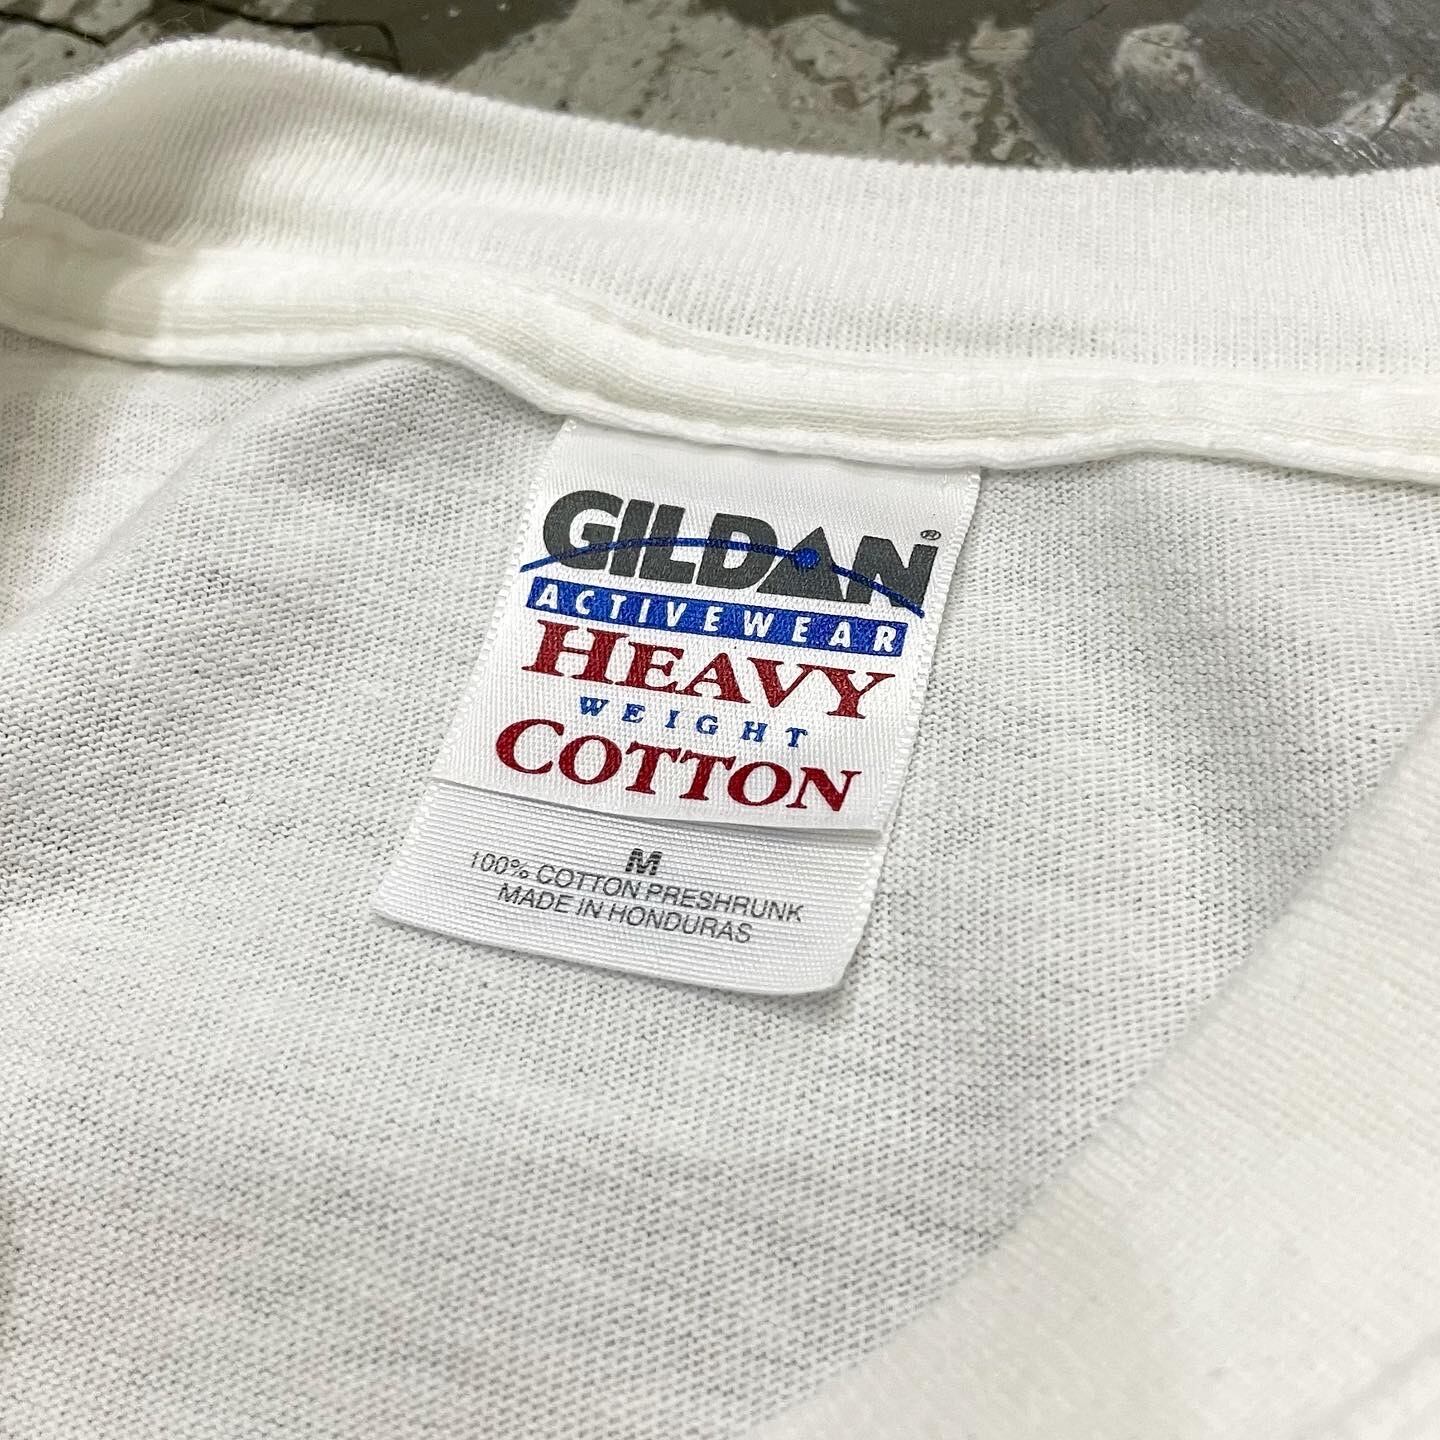 GILDAN®
ACTIVEWEAR
HEAVY
WEIGHT
COTTON
M
100% COTTON PRESHRUNK
MADE IN HONDURAS